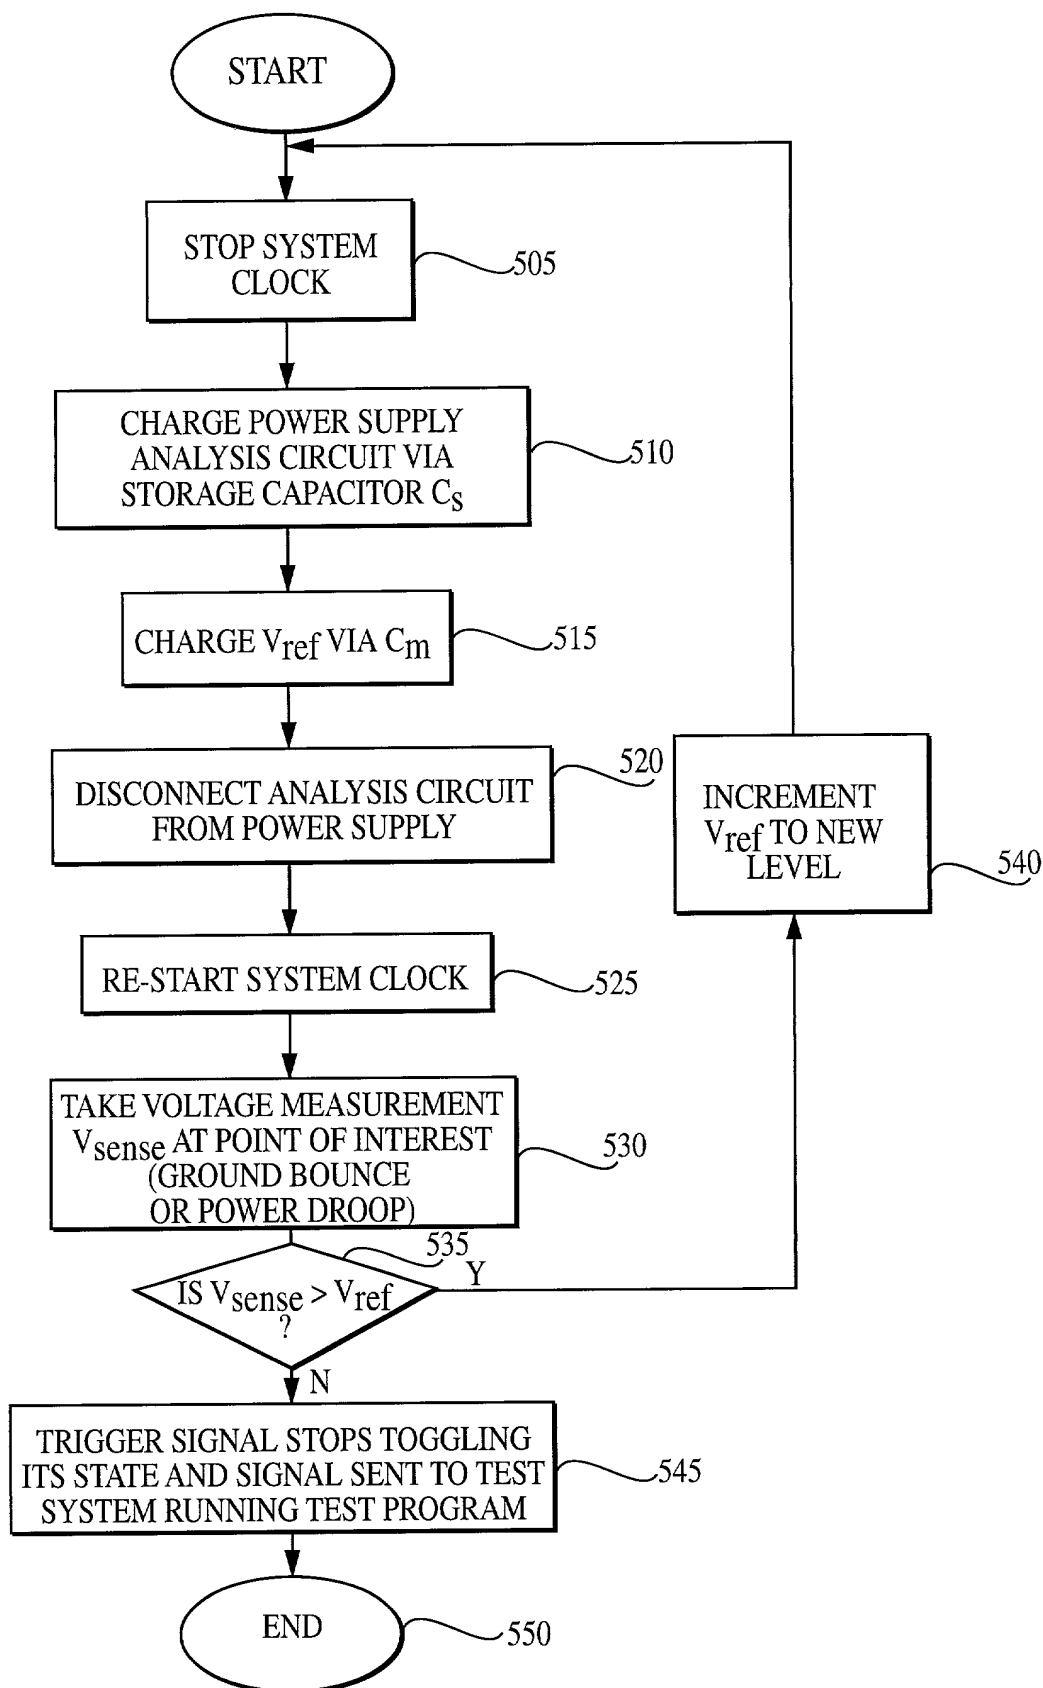 START
STOP SYSTEM
CLOCK
505
CHARGE POWER SUPPLY
ANALYSIS CIRCUIT VIA
STORAGE CAPACITOR Cs
510
CHARGE Vref VIA Cm
515
DISCONNECT ANALYSIS CIRCUIT
FROM POWER SUPPLY
520
INCREMENT
Vref TO NEW
LEVEL
540
RE-START SYSTEM CLOCK
525
TAKE VOLTAGE MEASUREMENT
Vsense AT POINT OF INTEREST
(GROUND BOUNCE
OR POWER DROOP)
530
535
IS Vsense > Vref
?
Y
N
TRIGGER SIGNAL STOPS TOGGLING
ITS STATE AND SIGNAL SENT TO TEST
SYSTEM RUNNING TEST PROGRAM
545
END
550